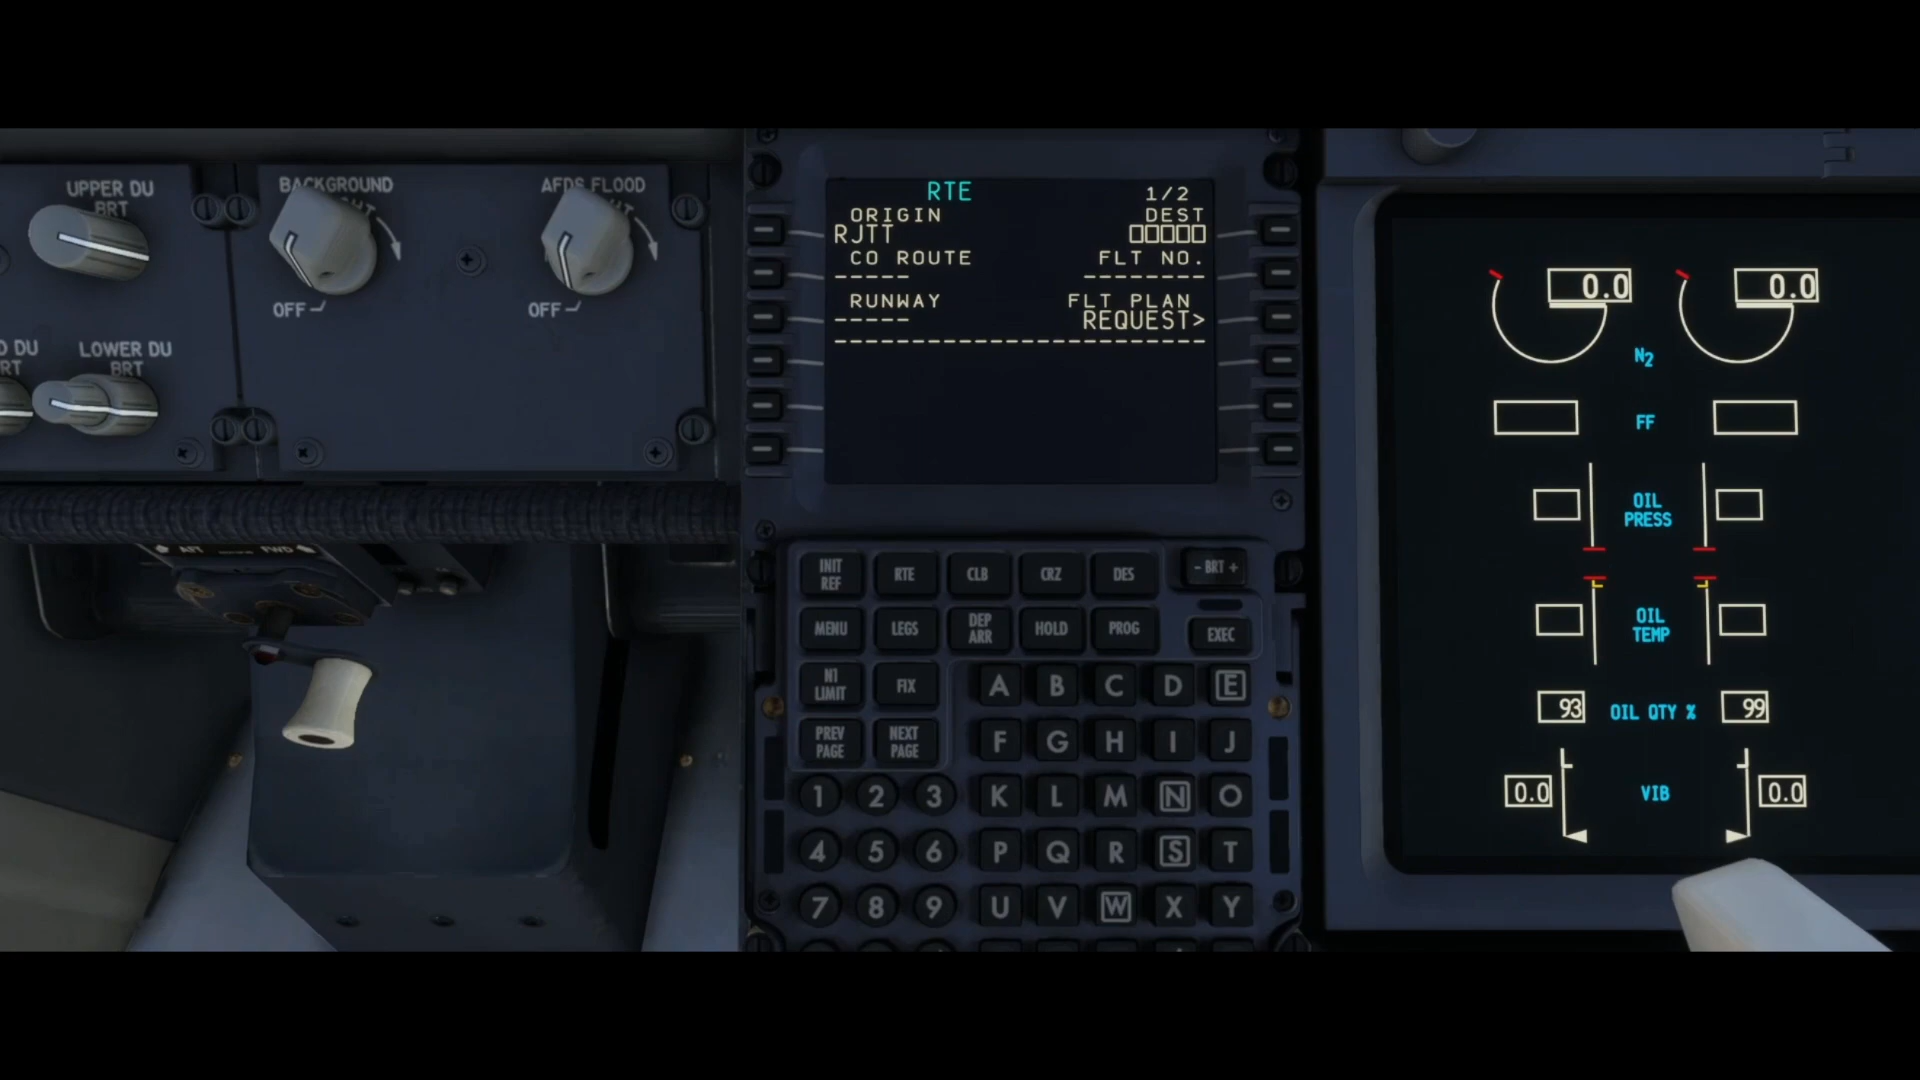 UPPER DU
BRT
BACKGROUND
OFF
AFDS FLOOD
OFF
DU
LOWER DU
BRT
AFT
FWD
RTE 1/2
ORIGIN DEST
RJTT □□□□□
CO ROUTE FLT NO.
----- --------
RUNWAY FLT PLAN
----- REQUEST>
------------------------
INIT REF
RTE
CLB
CRZ
DES
- BRT +
MENU
LEGS
DEP ARR
HOLD
PROG
EXEC
N1 LIMIT
FIX
A B C D E
PREV PAGE
NEXT PAGE
F G H I J
1 2 3 K L M N O
4 5 6 P Q R S T
7 8 9 U V W X Y
0.0 0.0
N2
FF
OIL
PRESS
OIL
TEMP
93 OIL QTY % 99
0.0 VIB 0.0